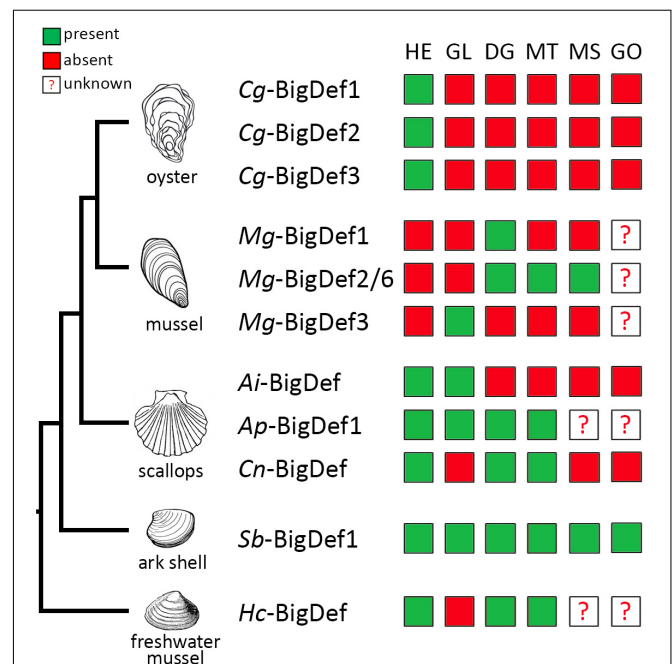 present
absent
? unknown
HE GL DG MT MS GO
Cg-BigDef1
Cg-BigDef2
Cg-BigDef3
oyster
Mg-BigDef1 ?
Mg-BigDef2/6 ?
Mg-BigDef3 ?
mussel
Ai-BigDef
Ap-BigDef1 ? ?
Cn-BigDef
scallops
Sb-BigDef1
ark shell
Hc-BigDef ? ?
freshwater
mussel